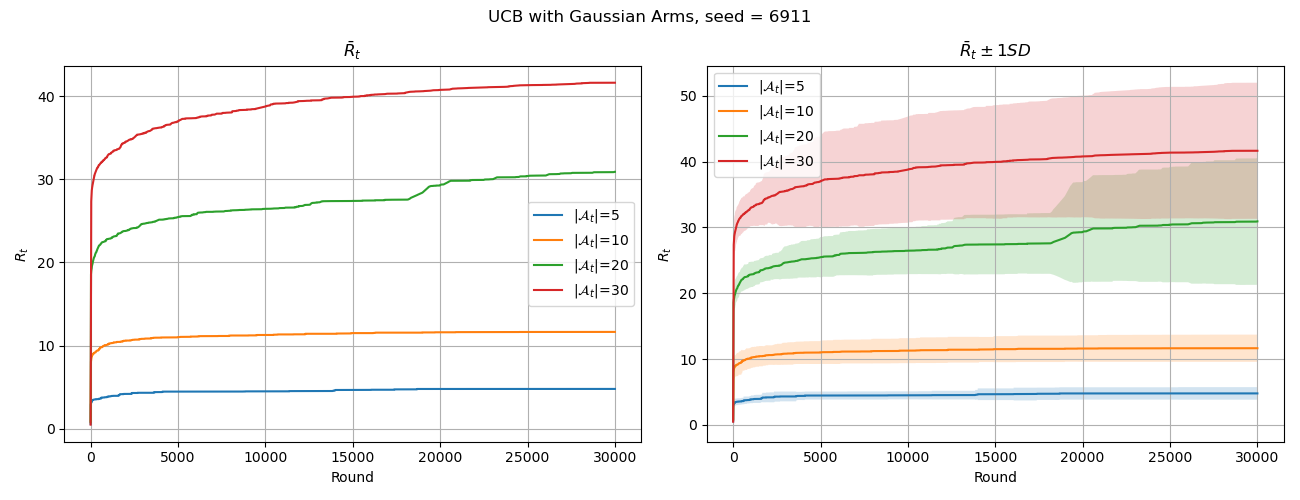 UCB with Gaussian Arms, seed = 6911
R̄ₜ
R̄ₜ ± 1SD
40
30
20
10
0
Rₜ
|𝒜ₜ|=5
|𝒜ₜ|=10
|𝒜ₜ|=20
|𝒜ₜ|=30
0 5000 10000 15000 20000 25000 30000
Round
50
40
30
20
10
0
Rₜ
|𝒜ₜ|=5
|𝒜ₜ|=10
|𝒜ₜ|=20
|𝒜ₜ|=30
0 5000 10000 15000 20000 25000 30000
Round